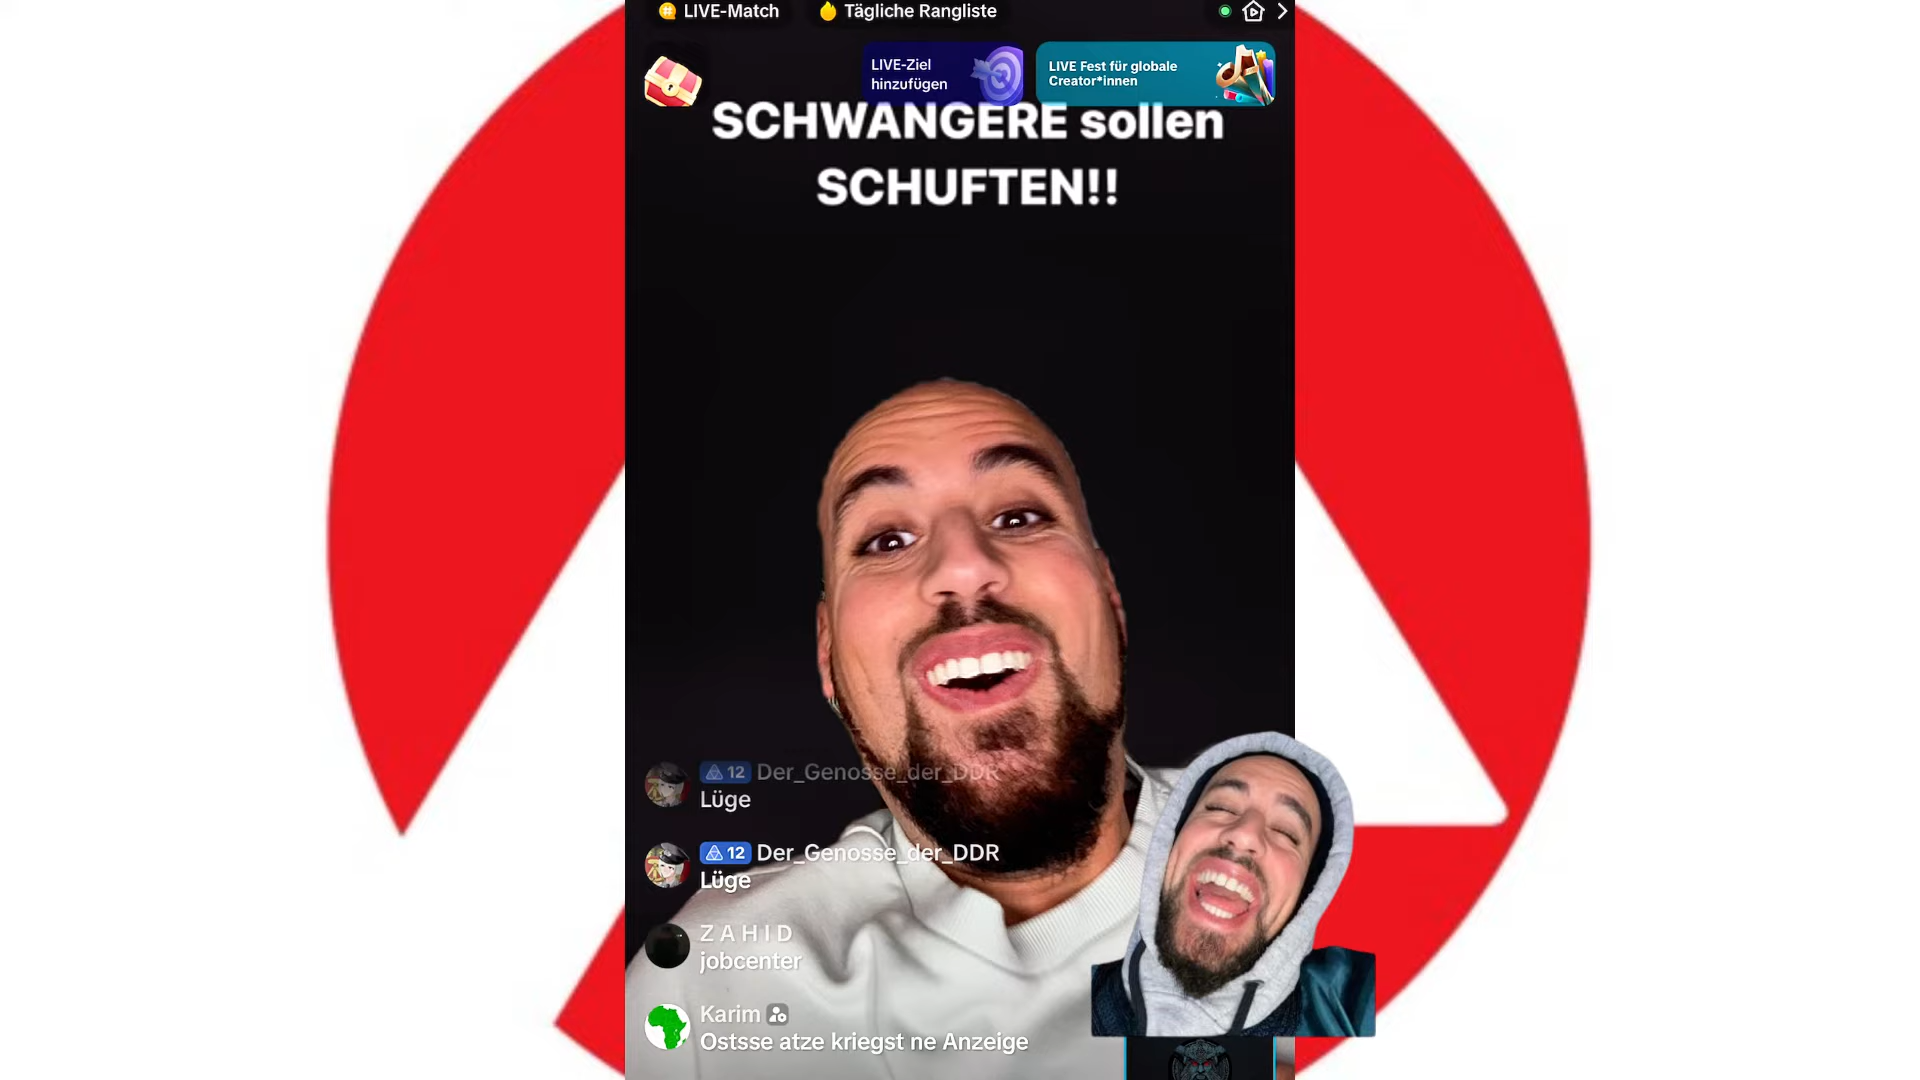 LIVE-Match
Tägliche Rangliste
LIVE-Ziel
hinzufügen
LIVE Fest für globale
Creator*innen
SCHWANGERE sollen
SCHUFTEN!!
12 Der_Genosse_der_DDR
Lüge
12 Der_Genosse_der_DDR
Lüge
Z A H I D
jobcenter
Karim
Ostsse atze kriegst ne Anzeige